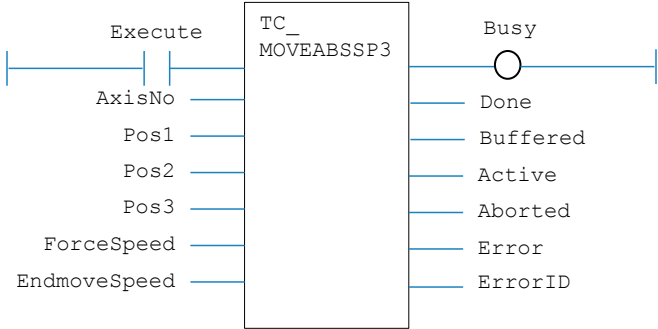 Execute
TC_
MOVEABSSP3
Busy
AxisNo
Done
Pos1
Buffered
Pos2
Active
Pos3
Aborted
ForceSpeed
Error
EndmoveSpeed
ErrorID